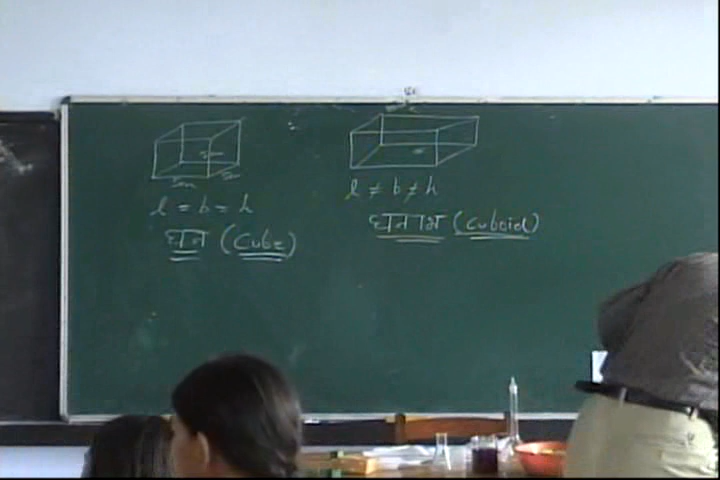 l = b = h
घन (Cube)
l ≠ b ≠ h
घनाभ (Cuboid)